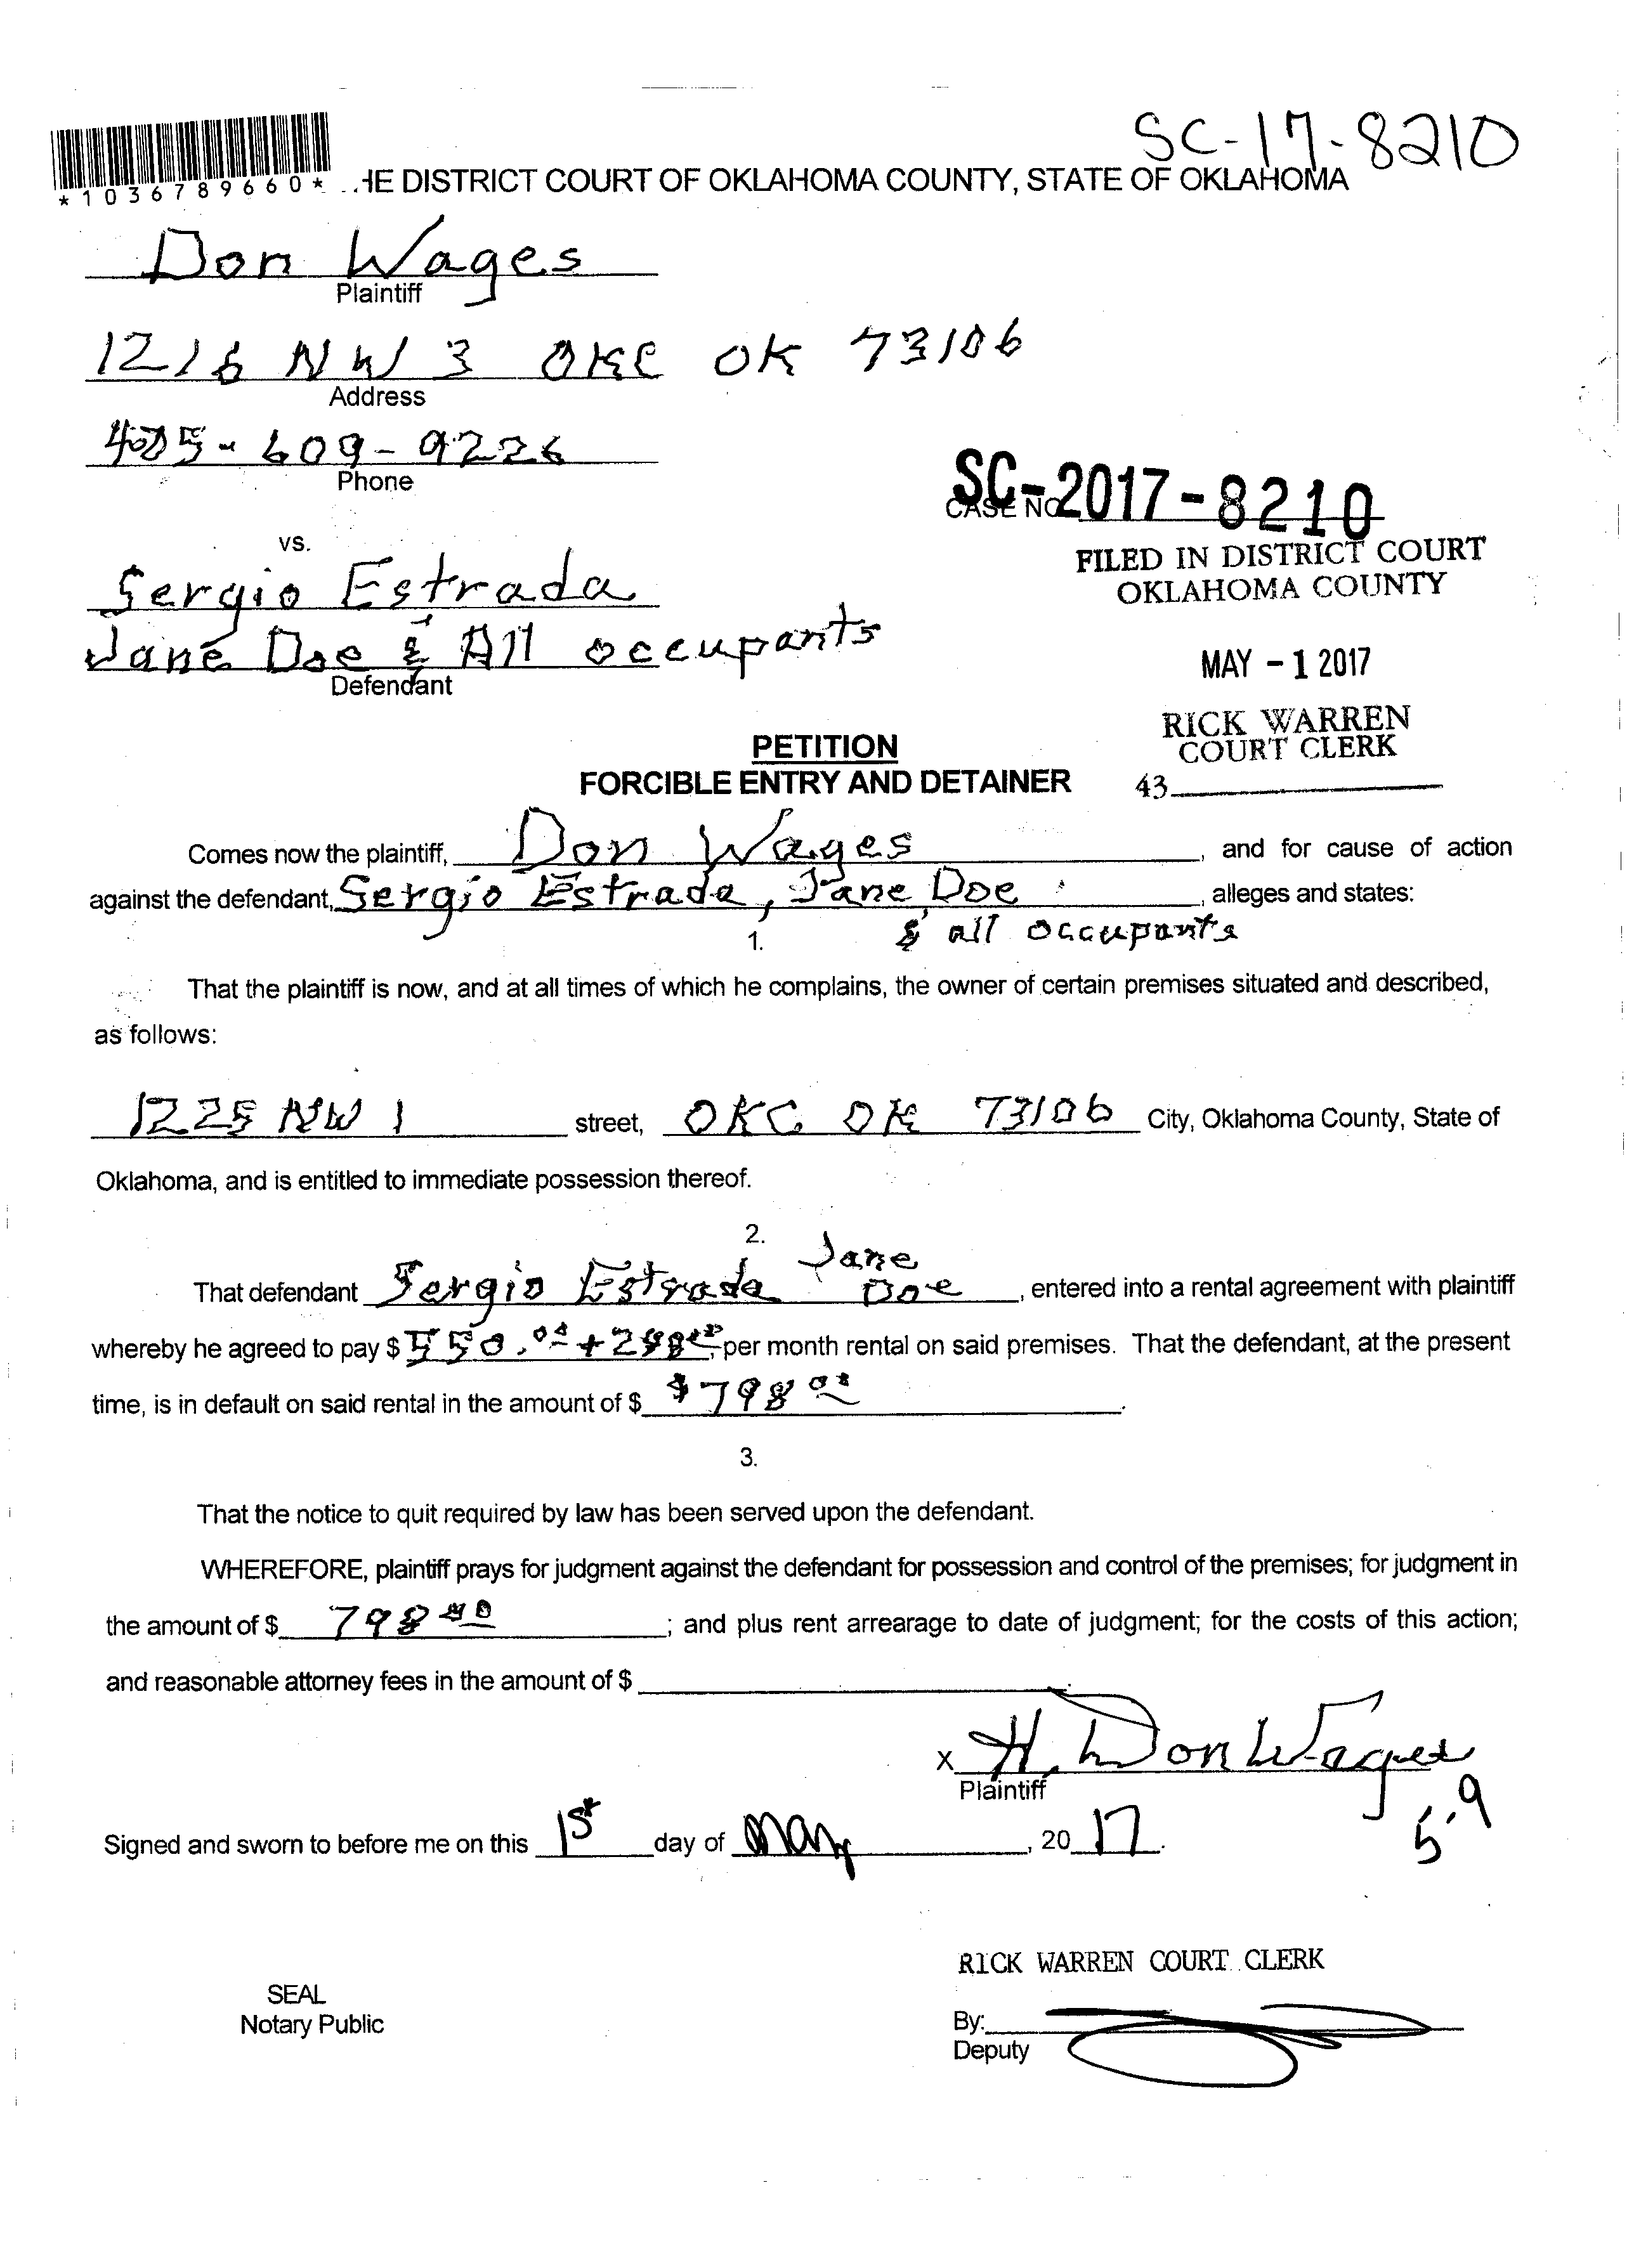 SC-17-8210
*1036789660* ..HE DISTRICT COURT OF OKLAHOMA COUNTY, STATE OF OKLAHOMA
Don Wages
Plaintiff
1216 NW 3 OKC OK 73106
Address
405-609-9226
Phone
SC-2017-8210
CASE NO
FILED IN DISTRICT COURT
OKLAHOMA COUNTY
vs.
Sergio Estrada
Jane Doe & All occupants
Defendant
MAY - 1 2017
RICK WARREN
COURT CLERK
43
PETITION
FORCIBLE ENTRY AND DETAINER
Comes now the plaintiff, Don Wages, and for cause of action
against the defendant, Sergio Estrada, Jane Doe, alleges and states:
& all occupants
1.
That the plaintiff is now, and at all times of which he complains, the owner of certain premises situated and described,
as follows:
1225 NW 1 street, OKC OK 73106 City, Oklahoma County, State of
Oklahoma, and is entitled to immediate possession thereof.
2.
That defendant Sergio Estrada Jane Doe, entered into a rental agreement with plaintiff
whereby he agreed to pay $ 550.00 + 248.00 per month rental on said premises. That the defendant, at the present
time, is in default on said rental in the amount of $ $798 00.
3.
That the notice to quit required by law has been served upon the defendant.
WHEREFORE, plaintiff prays for judgment against the defendant for possession and control of the premises; for judgment in
the amount of $ 798 00; and plus rent arrearage to date of judgment; for the costs of this action;
and reasonable attorney fees in the amount of $
X H. Don Wages
Plaintiff
5-9
Signed and sworn to before me on this 1st day of May, 2017.
RICK WARREN COURT CLERK
SEAL
Notary Public
By:
Deputy